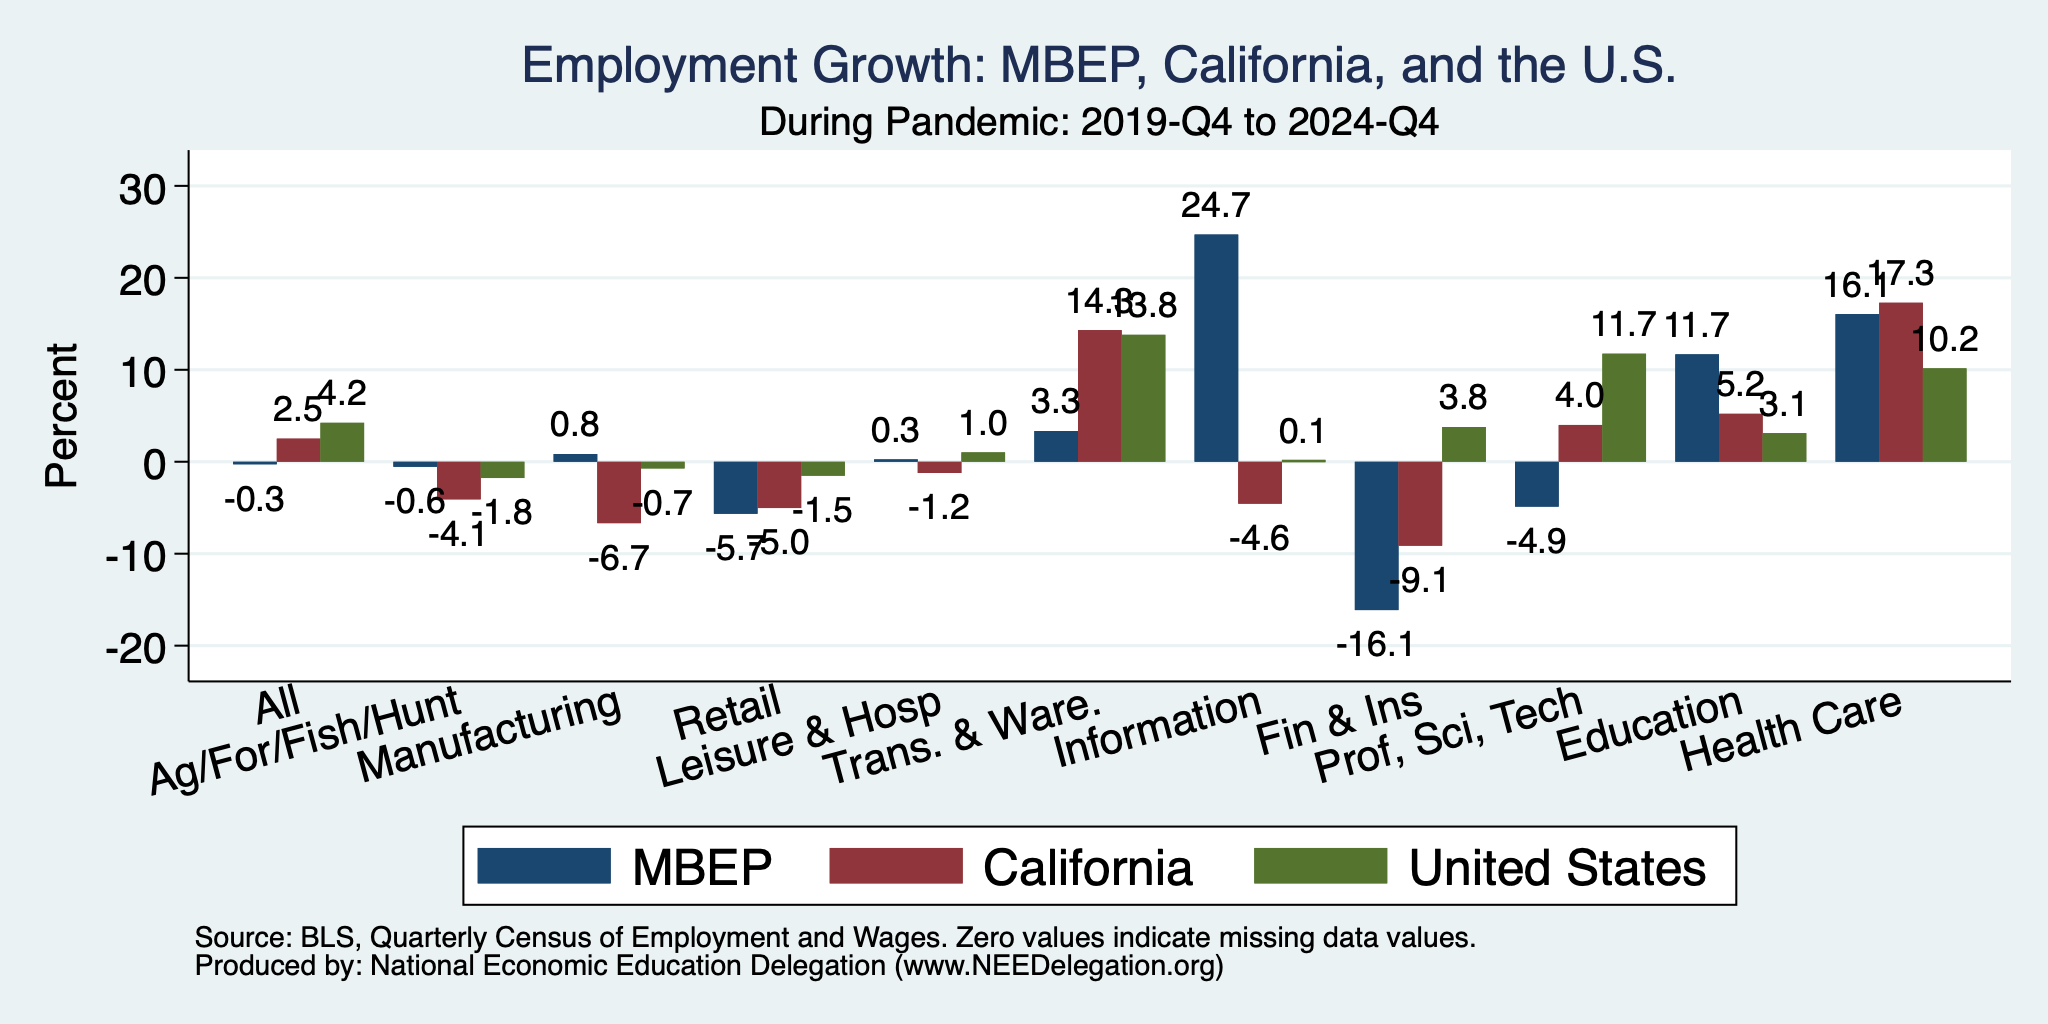 Employment Growth: MBEP, California, and the U.S.
During Pandemic: 2019-Q4 to 2024-Q4
Percent
30
20
10
0
-10
-20
-0.3
2.5
4.2
-0.6
-4.1
-1.8
0.8
-6.7
-0.7
-5.7
-5.0
-1.5
0.3
-1.2
1.0
3.3
14.3
13.8
24.7
-4.6
0.1
-16.1
-9.1
3.8
-4.9
4.0
11.7
11.7
5.2
3.1
16.1
17.3
10.2
All
Ag/For/Fish/Hunt
Manufacturing
Retail
Leisure & Hosp
Trans. & Ware.
Information
Fin & Ins
Prof, Sci, Tech
Education
Health Care
MBEP
California
United States
Source: BLS, Quarterly Census of Employment and Wages. Zero values indicate missing data values.
Produced by: National Economic Education Delegation (www.NEEDelegation.org)